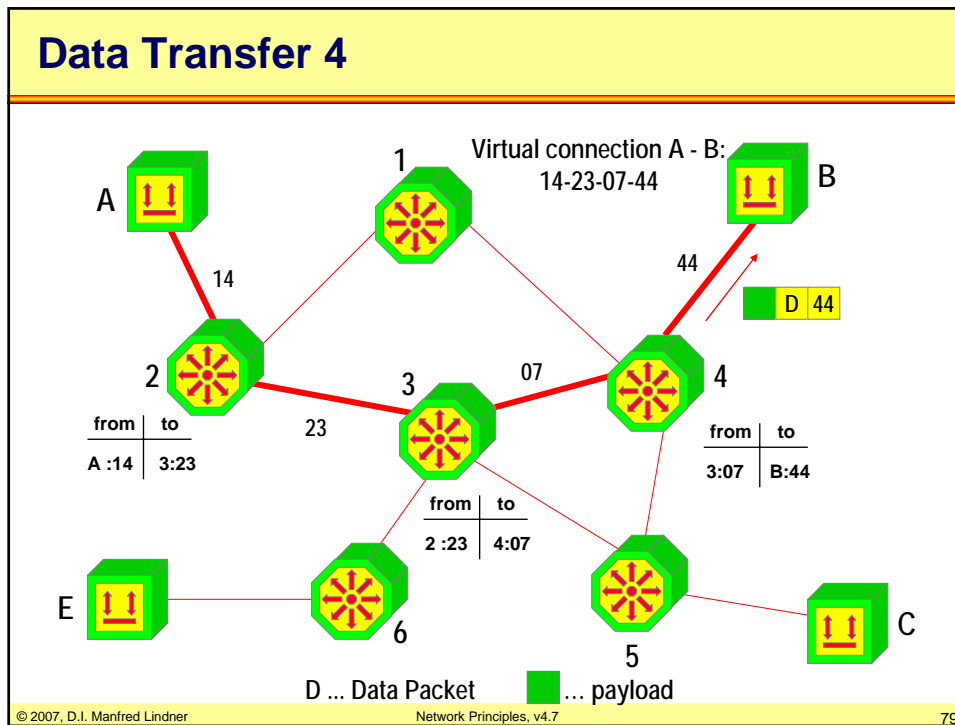 Data Transfer 4
Virtual connection A - B:
14-23-07-44
A
1
B
14
44
D 44
2
3
07
4
23
from to
A :14 3:23
from to
3:07 B:44
from to
2 :23 4:07
E
6
5
C
D ... Data Packet ... payload
© 2007, D.I. Manfred Lindner Network Principles, v4.7 79